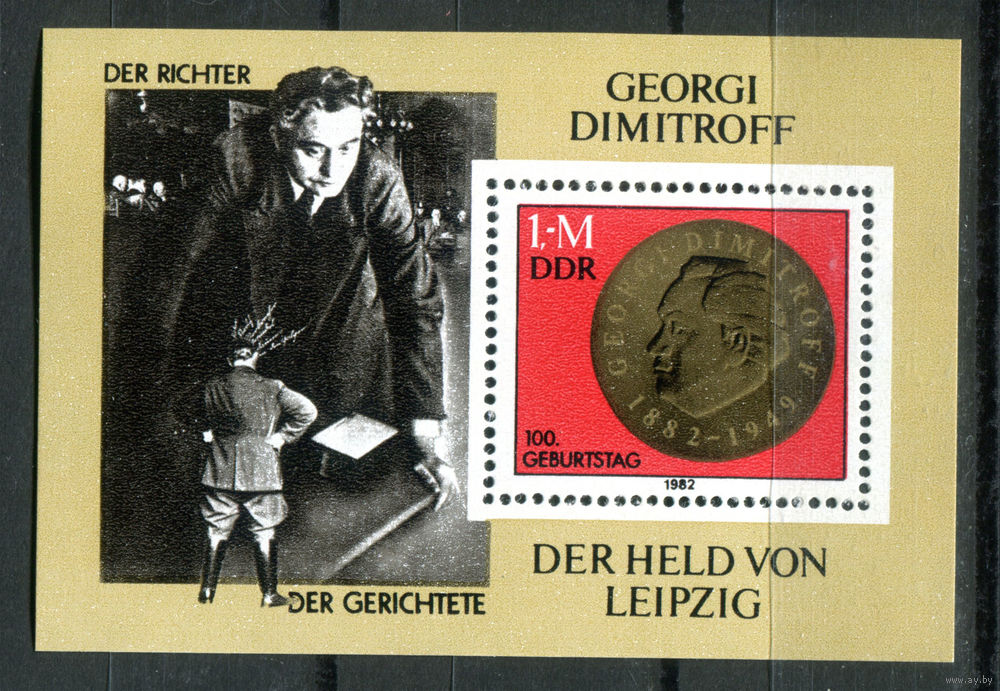 DER RICHTER
DER GERICHTETE
GEORGI
DIMITROFF
1,-M
DDR
GEORGI DIMITROFF
1882-1949
100.
GEBURTSTAG
1982
DER HELD VON
LEIPZIG
www.ay.by